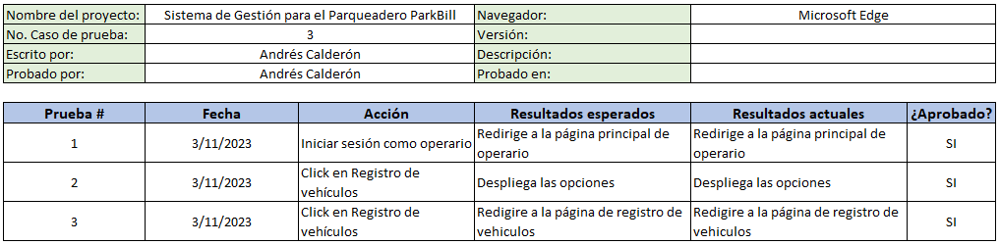 Nombre del proyecto: Sistema de Gestión para el Parqueadero ParkBill Navegador: Microsoft Edge
No. Caso de prueba: 3 Versión:
Escrito por: Andrés Calderón Descripción:
Probado por: Andrés Calderón Probado en:
Prueba # Fecha Acción Resultados esperados Resultados actuales ¿Aprobado?
1 3/11/2023 Iniciar sesión como operario Redirige a la página principal de operario Redirige a la página principal de operario SI
2 3/11/2023 Click en Registro de vehículos Despliega las opciones Despliega las opciones SI
3 3/11/2023 Click en Registro de vehículos Redigire a la página de registro de vehiculos Redigire a la página de registro de vehiculos SI